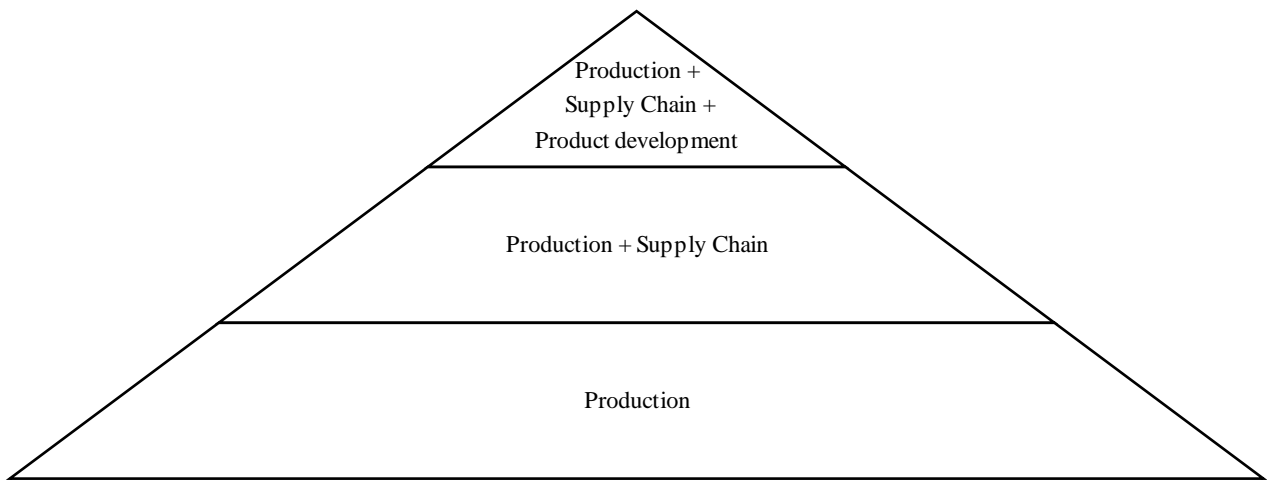 Production +
Supply Chain +
Product development
Production + Supply Chain
Production